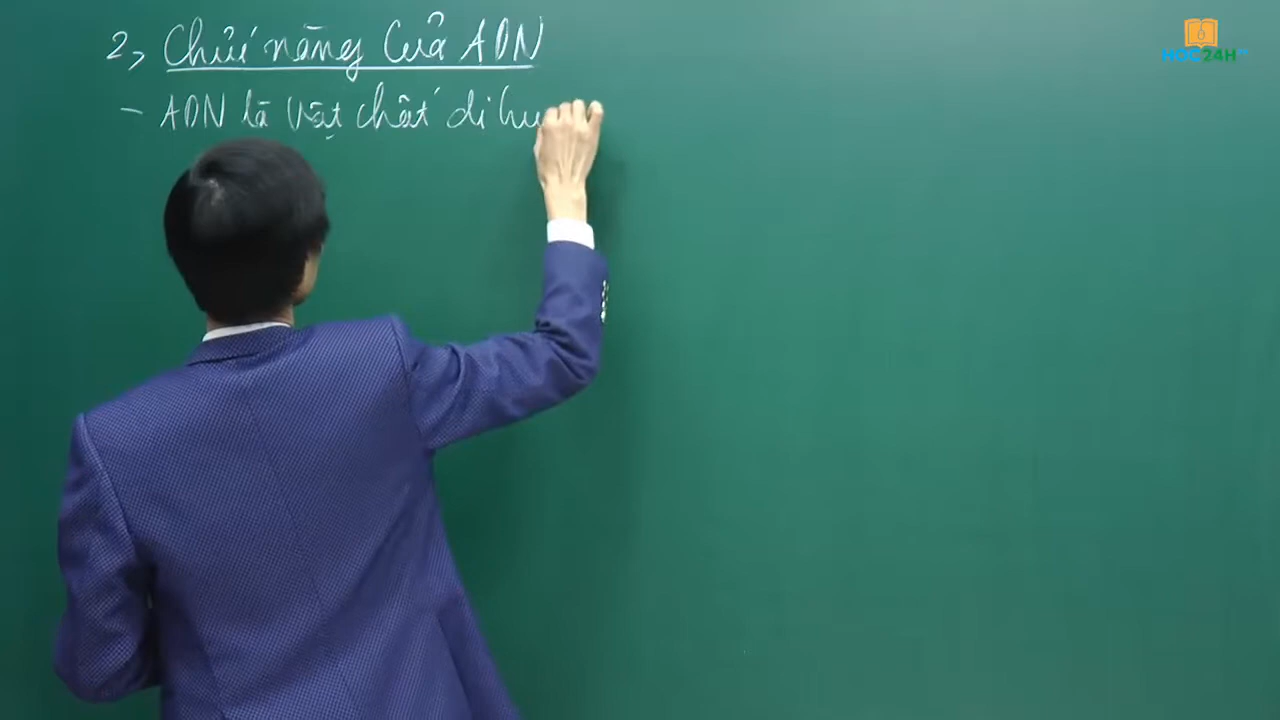 2, Chức năng của ADN
- ADN là vật chất di
HOC24H